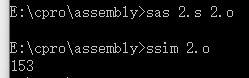 E:\cpro\assembly>sas 2.s 2.o
E:\cpro\assembly>ssim 2.o
153